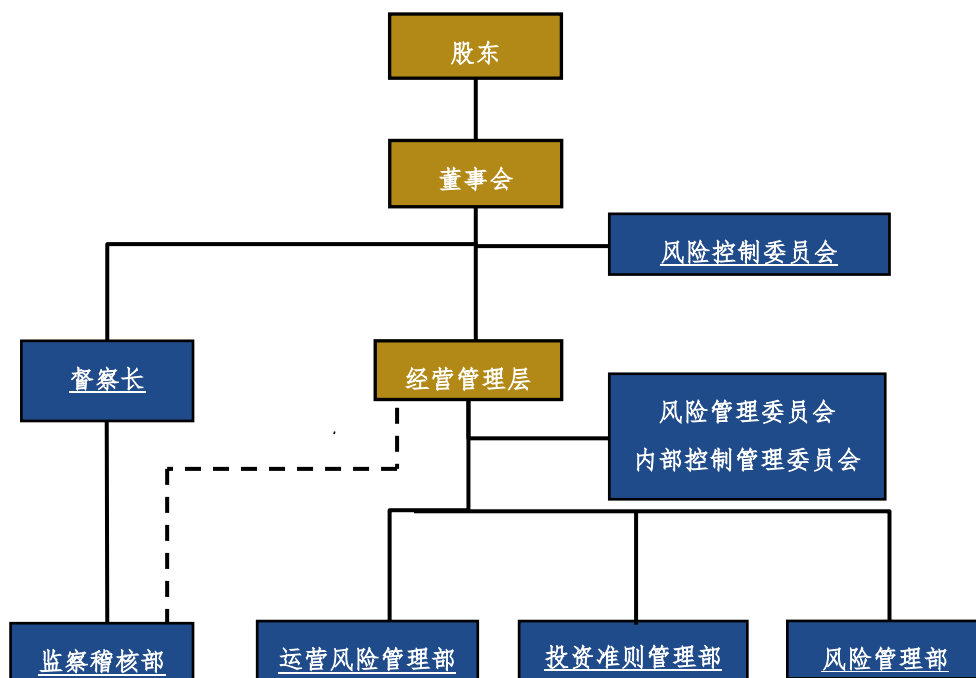 股东
董事会
风险控制委员会
督察长
经营管理层
风险管理委员会
内部控制管理委员会
监察稽核部
运营风险管理部
投资准则管理部
风险管理部